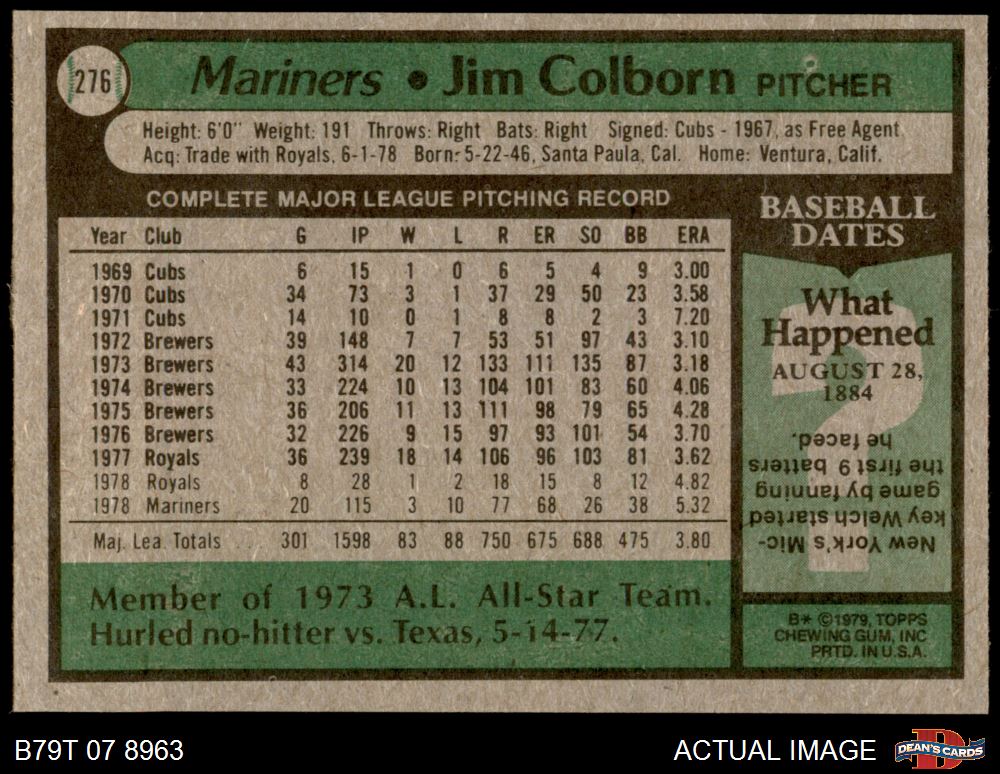 276
Mariners • Jim Colborn PITCHER
Height: 6'0" Weight: 191 Throws: Right Bats: Right Signed: Cubs - 1967, as Free Agent
Acq: Trade with Royals, 6-1-78 Born: 5-22-46, Santa Paula, Cal. Home: Ventura, Calif.
COMPLETE MAJOR LEAGUE PITCHING RECORD
Year Club G IP W L R ER SO BB ERA
1969 Cubs 6 15 1 0 6 5 4 9 3.00
1970 Cubs 34 73 3 1 37 29 50 23 3.58
1971 Cubs 14 10 0 1 8 8 2 3 7.20
1972 Brewers 39 148 7 7 53 51 97 43 3.10
1973 Brewers 43 314 20 12 133 111 135 87 3.18
1974 Brewers 33 224 10 13 104 101 83 60 4.06
1975 Brewers 36 206 11 13 111 98 79 65 4.28
1976 Brewers 32 226 9 15 97 93 101 54 3.70
1977 Royals 36 239 18 14 106 96 103 81 3.62
1978 Royals 8 28 1 2 18 15 8 12 4.82
1978 Mariners 20 115 3 10 77 68 26 38 5.32
Maj. Lea. Totals 301 1598 83 88 750 675 688 475 3.80
Member of 1973 A.L. All-Star Team.
Hurled no-hitter vs. Texas, 5-14-77.
BASEBALL
DATES
What
Happened
AUGUST 28,
1884
New York's Mic-
key Welch started
game by fanning
the first 9 batters
he faced.
B* ©1979, TOPPS
CHEWING GUM, INC
PRTD. IN U.S.A.
B79T 07 8963
ACTUAL IMAGE
DEAN'S CARDS